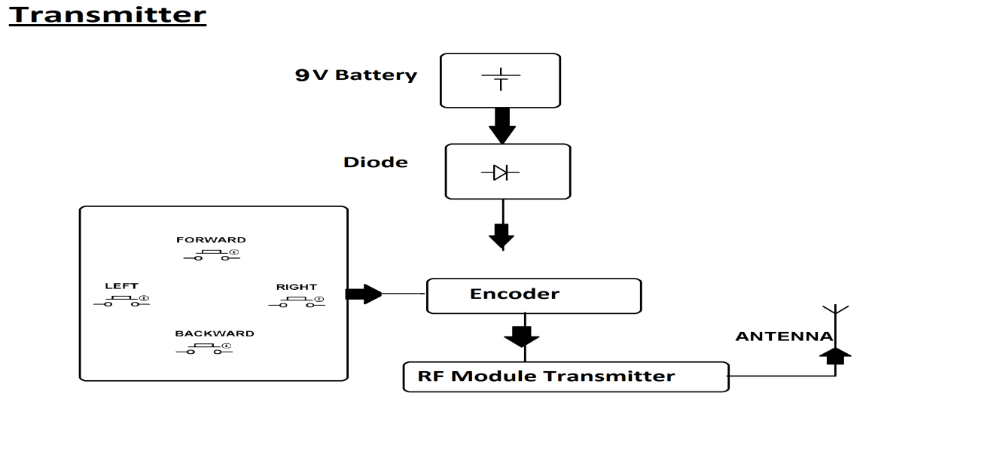 Transmitter
9V Battery
Diode
FORWARD
LEFT
RIGHT
BACKWARD
Encoder
RF Module Transmitter
ANTENNA